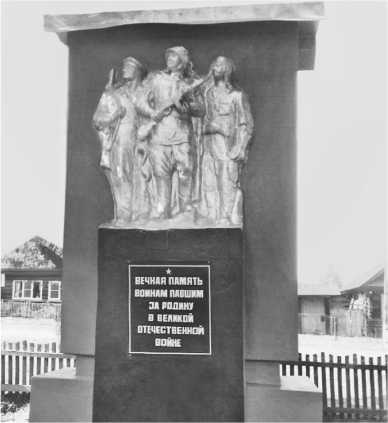 ВЕЧНАЯ ПАМЯТЬ
ВОИНАМ ПАВШИМ
ЗА РОДИНУ
В ВЕЛИКОЙ
ОТЕЧЕСТВЕННОЙ
ВОЙНЕ